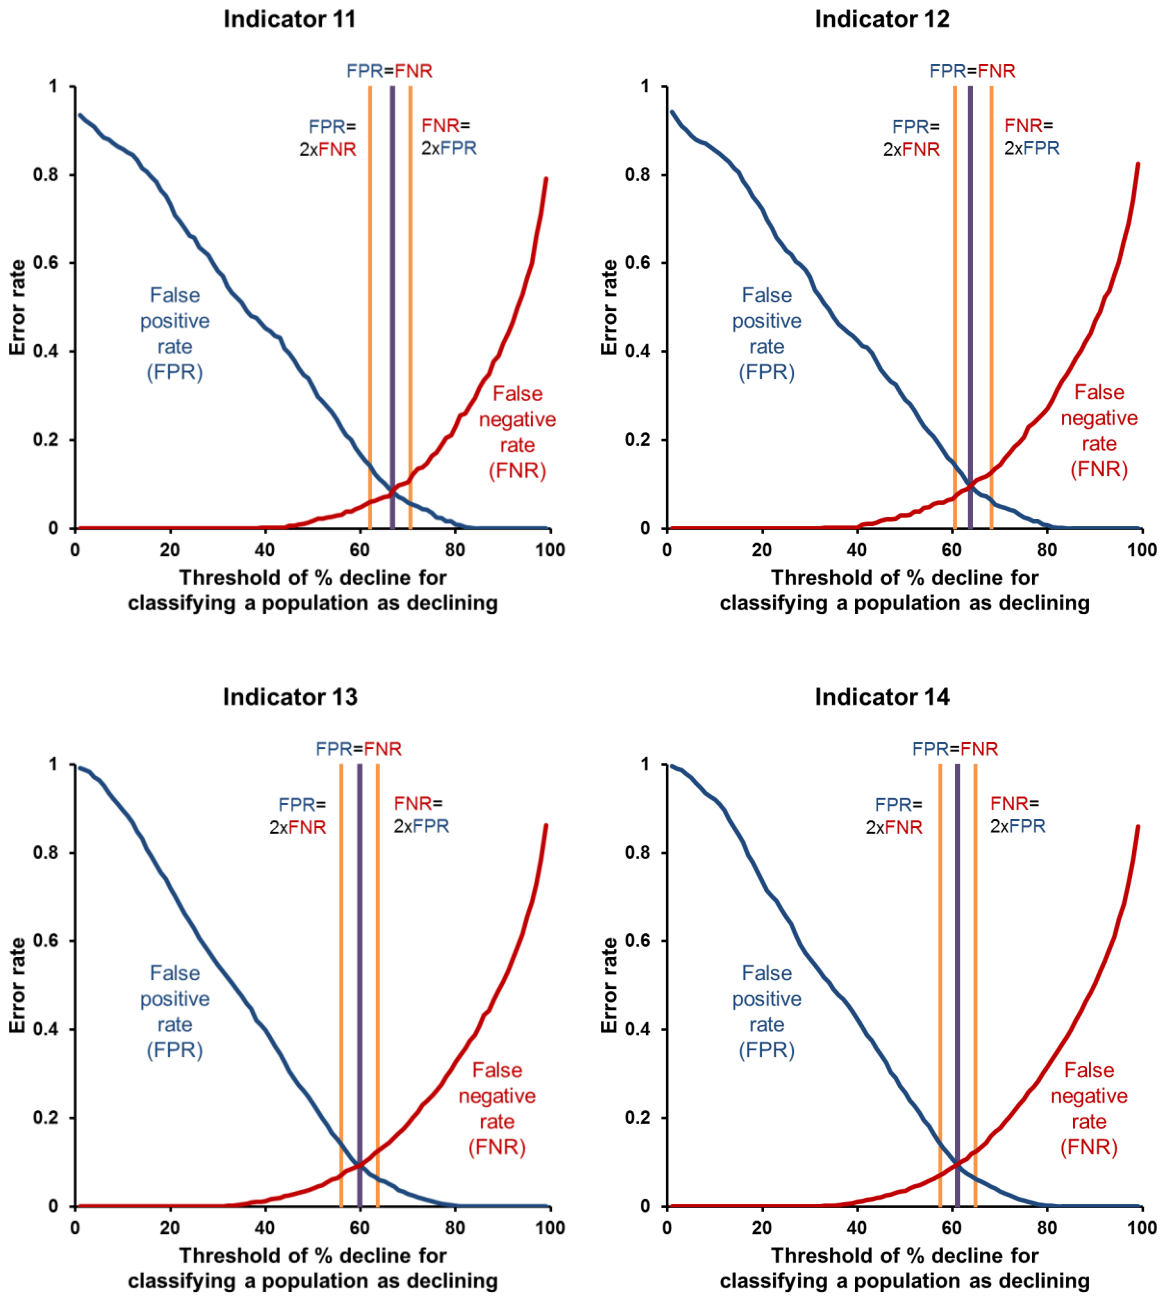 Indicator 11
FPR=FNR
FPR=
2xFNR
FNR=
2xFPR
1
0.8
0.6
0.4
0.2
0
Error rate
False
positive
rate
(FPR)
False
negative
rate
(FNR)
0 20 40 60 80 100
Threshold of % decline for
classifying a population as declining
Indicator 12
FPR=FNR
FPR=
2xFNR
FNR=
2xFPR
1
0.8
0.6
0.4
0.2
0
Error rate
False
positive
rate
(FPR)
False
negative
rate
(FNR)
0 20 40 60 80 100
Threshold of % decline for
classifying a population as declining
Indicator 13
FPR=FNR
FPR=
2xFNR
FNR=
2xFPR
1
0.8
0.6
0.4
0.2
0
Error rate
False
positive
rate
(FPR)
False
negative
rate
(FNR)
0 20 40 60 80 100
Threshold of % decline for
classifying a population as declining
Indicator 14
FPR=FNR
FPR=
2xFNR
FNR=
2xFPR
1
0.8
0.6
0.4
0.2
0
Error rate
False
positive
rate
(FPR)
False
negative
rate
(FNR)
0 20 40 60 80 100
Threshold of % decline for
classifying a population as declining